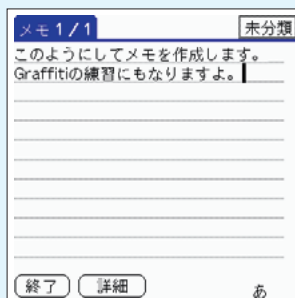 メモ 1/1 未分類
このようにしてメモを作成します。
Graffitiの練習にもなりますよ。
終了 詳細 あ